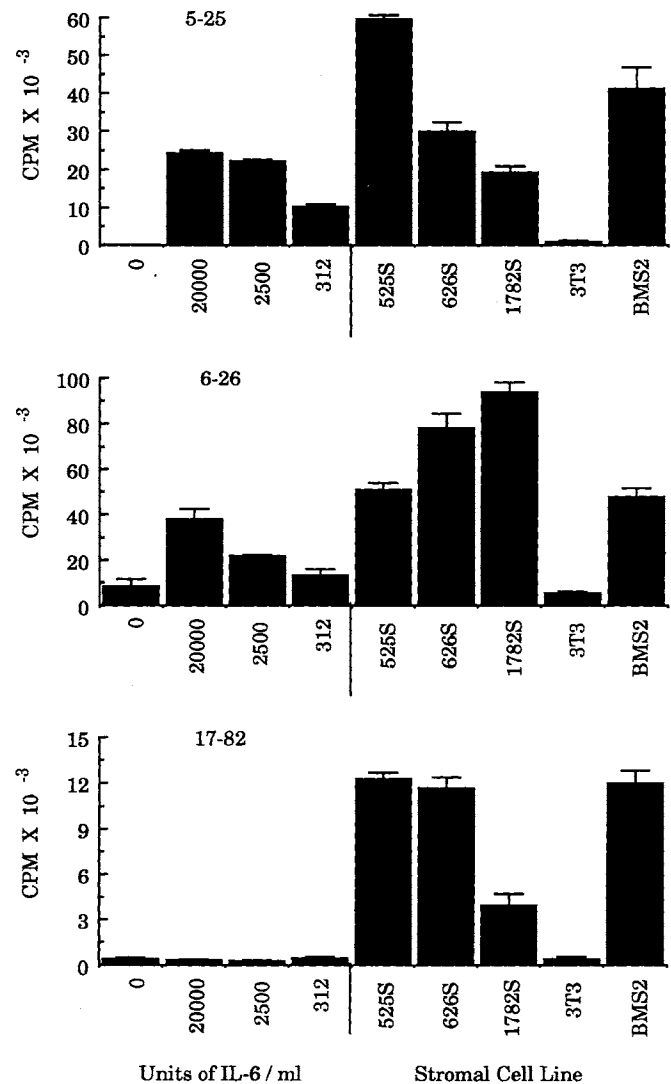 5-25
CPM X 10 -3
60
50
40
30
20
10
0
0
20000
2500
312
525S
626S
1782S
3T3
BMS2
6-26
CPM X 10 -3
100
80
60
40
20
0
0
20000
2500
312
525S
626S
1782S
3T3
BMS2
17-82
CPM X 10 -3
15
12
9
6
3
0
0
20000
2500
312
525S
626S
1782S
3T3
BMS2
Units of IL-6 / ml
Stromal Cell Line